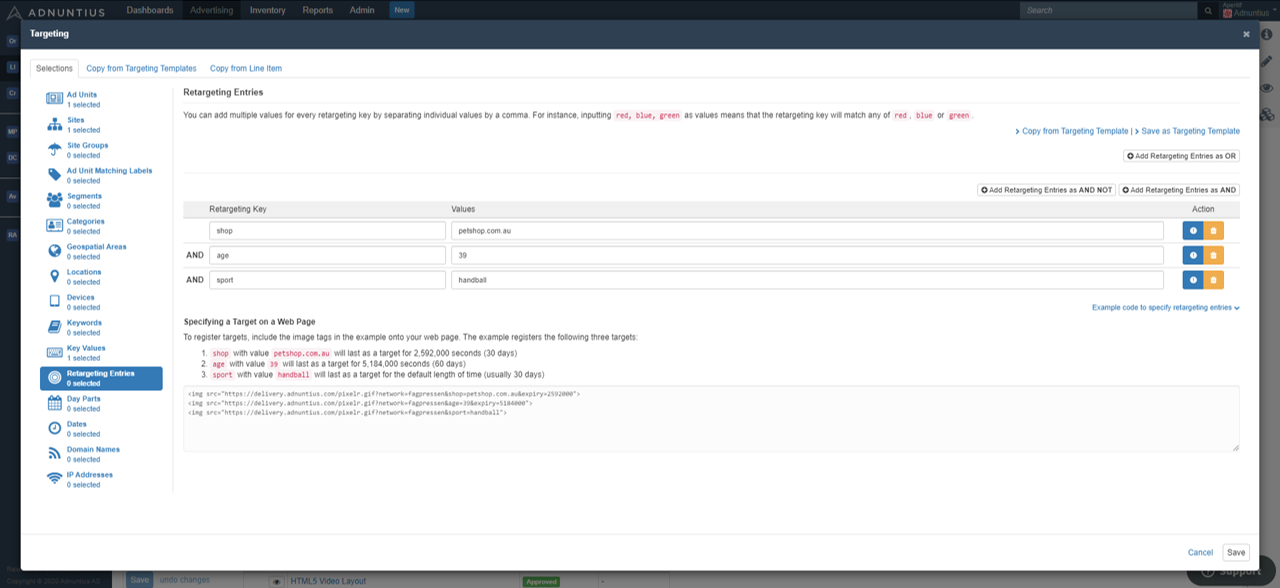 ADNUNTIUS
Dashboards Advertising Inventory Reports Admin New
Search
Adnuntius
Targeting
Selections Copy from Targeting Templates Copy from Line Item
Ad Units
1 selected
Sites
1 selected
Site Groups
0 selected
Ad Unit Matching Labels
0 selected
Segments
0 selected
Categories
0 selected
Geospatial Areas
0 selected
Locations
0 selected
Devices
0 selected
Keywords
0 selected
Key Values
1 selected
Retargeting Entries
0 selected
Day Parts
0 selected
Dates
0 selected
Domain Names
0 selected
IP Addresses
0 selected
Retargeting Entries
You can add multiple values for every retargeting key by separating individual values by a comma. For instance, inputting red, blue, green as values means that the retargeting key will match any of red , blue or green .
Copy from Targeting Template | Save as Targeting Template
Add Retargeting Entries as OR
Add Retargeting Entries as AND NOT Add Retargeting Entries as AND
Retargeting Key Values Action
shop petshop.com.au
AND age 39
AND sport handball
Example code to specify retargeting entries
Specifying a Target on a Web Page
To register targets, include the image tags in the example onto your web page. The example registers the following three targets:
1. shop with value petshop.com.au will last as a target for 2,592,000 seconds (30 days)
2. age with value 39 will last as a target for 5,184,000 seconds (60 days)
3. sport with value handball will last as a target for the default length of time (usually 30 days)
<img src="https://delivery.adnuntius.com/pixelr.gif?network=fagpressen&shop=petshop.com.au&expiry=2592000">
<img src="https://delivery.adnuntius.com/pixelr.gif?network=fagpressen&age=39&expiry=5184000">
<img src="https://delivery.adnuntius.com/pixelr.gif?network=fagpressen&sport=handball">
Cancel Save
Copyright © 2020 Adnuntius AS
Save undo changes
HTML5 Video Layout
Approved
-
Support